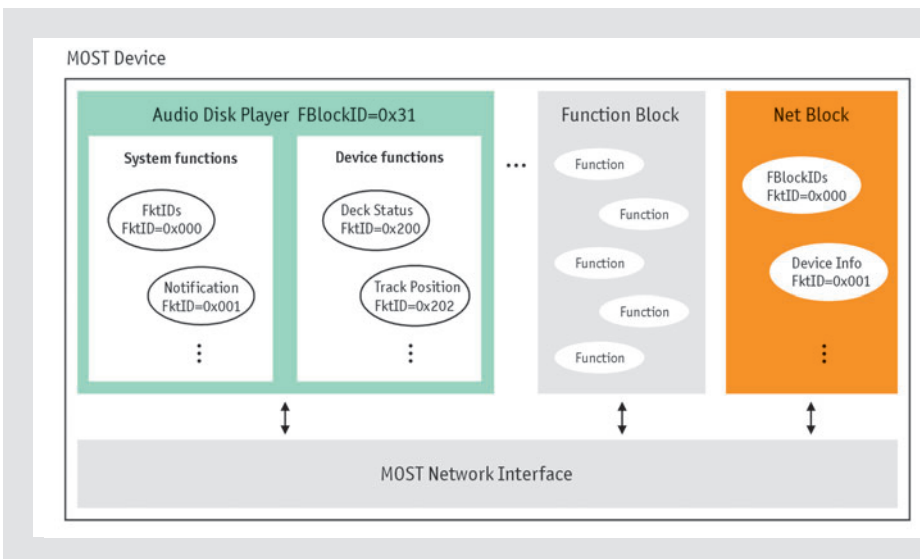 MOST Device
Audio Disk Player FBlockID=0x31
System functions
FktIDs
FktID=0x000
Notification
FktID=0x001
Device functions
Deck Status
FktID=0x200
Track Position
FktID=0x202
...
Function Block
Function
Function
Function
Function
Function
Net Block
FBlockIDs
FktID=0x000
Device Info
FktID=0x001
MOST Network Interface